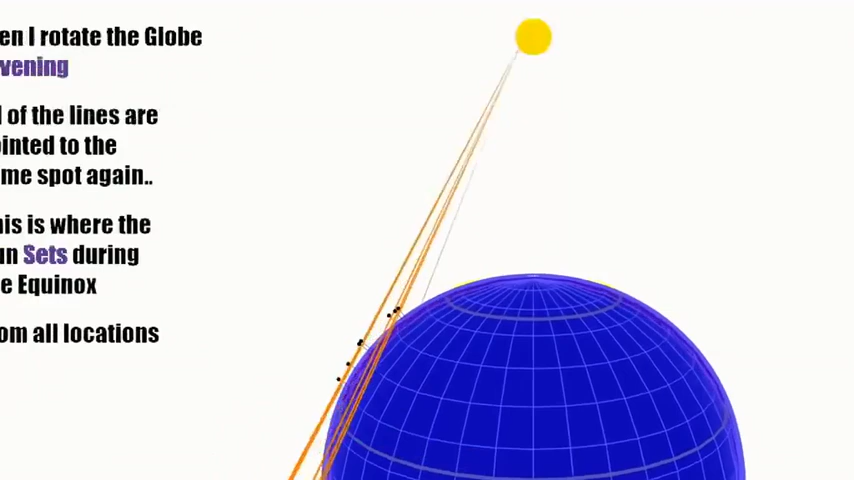 en I rotate the Globe
vening
l of the lines are
inted to the
me spot again..
his is where the
un Sets during
e Equinox
om all locations